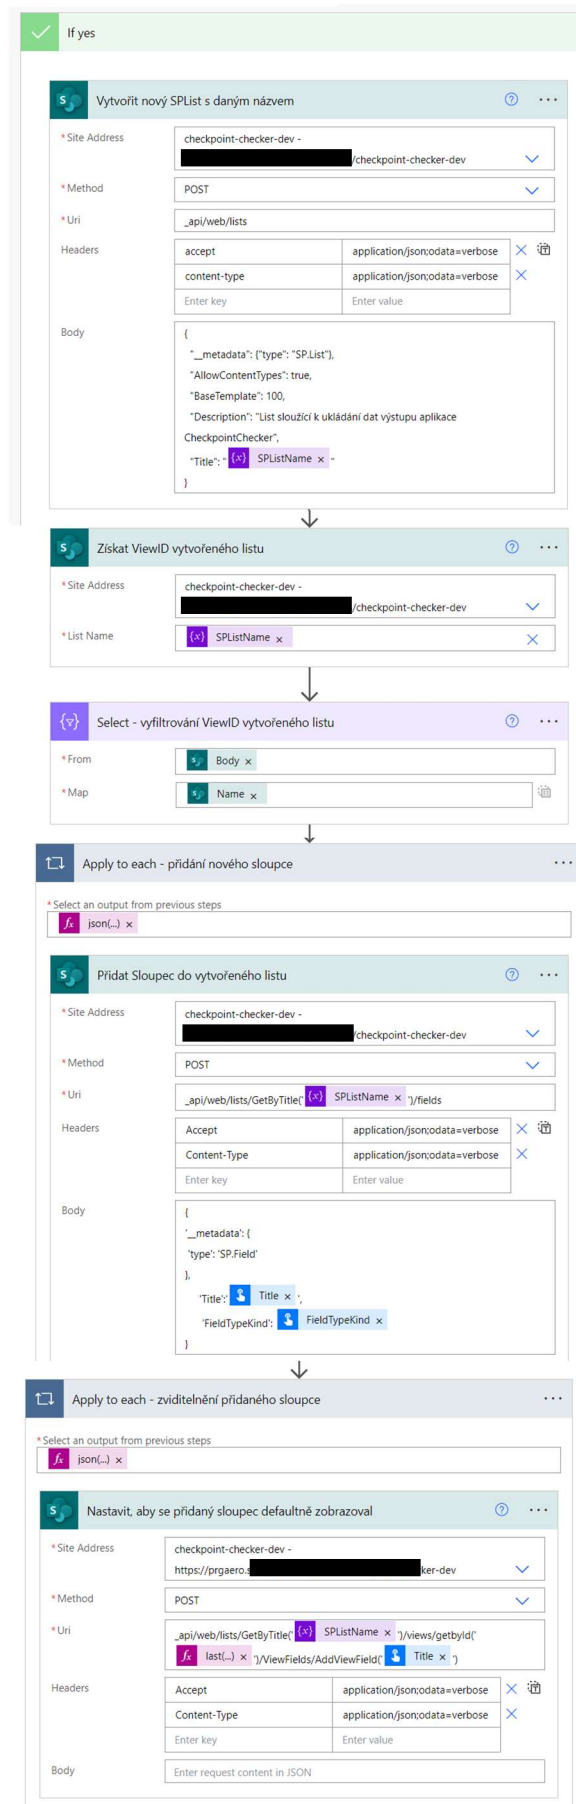 If yes
Vytvořit nový SPList s daným názvem
* Site Address
checkpoint-checker-dev -
/checkpoint-checker-dev
* Method
POST
* Uri
_api/web/lists
Headers
accept
application/json;odata=verbose
content-type
application/json;odata=verbose
Enter key
Enter value
Body
{
"__metadata": {"type": "SP.List"},
"AllowContentTypes": true,
"BaseTemplate": 100,
"Description": "List sloužící k ukládání dat výstupu aplikace
CheckpointChecker",
"Title": " {x} SPListName × "
}
Získat ViewID vytvořeného listu
* Site Address
checkpoint-checker-dev -
/checkpoint-checker-dev
* List Name
{x} SPListName ×
Select - vyfiltrování ViewID vytvořeného listu
* From
Body ×
* Map
Name ×
Apply to each - přidání nového sloupce
* Select an output from previous steps
fx json(...) ×
Přidat Sloupec do vytvořeného listu
* Site Address
checkpoint-checker-dev -
/checkpoint-checker-dev
* Method
POST
* Uri
_api/web/lists/GetByTitle(' {x} SPListName × ')/fields
Headers
Accept
application/json;odata=verbose
Content-Type
application/json;odata=verbose
Enter key
Enter value
Body
{
'__metadata': {
'type': 'SP.Field'
},
'Title':' Title × ',
'FieldTypeKind': FieldTypeKind ×
}
Apply to each - zviditelnění přidaného sloupce
* Select an output from previous steps
fx json(...) ×
Nastavit, aby se přidaný sloupec defaultně zobrazoval
* Site Address
checkpoint-checker-dev -
https://prgaero.s ker-dev
* Method
POST
* Uri
_api/web/lists/GetByTitle(' {x} SPListName × ')/views/getbyId('
fx last(...) × ')/ViewFields/AddViewField(' Title × ')
Headers
Accept
application/json;odata=verbose
Content-Type
application/json;odata=verbose
Enter key
Enter value
Body
Enter request content in JSON